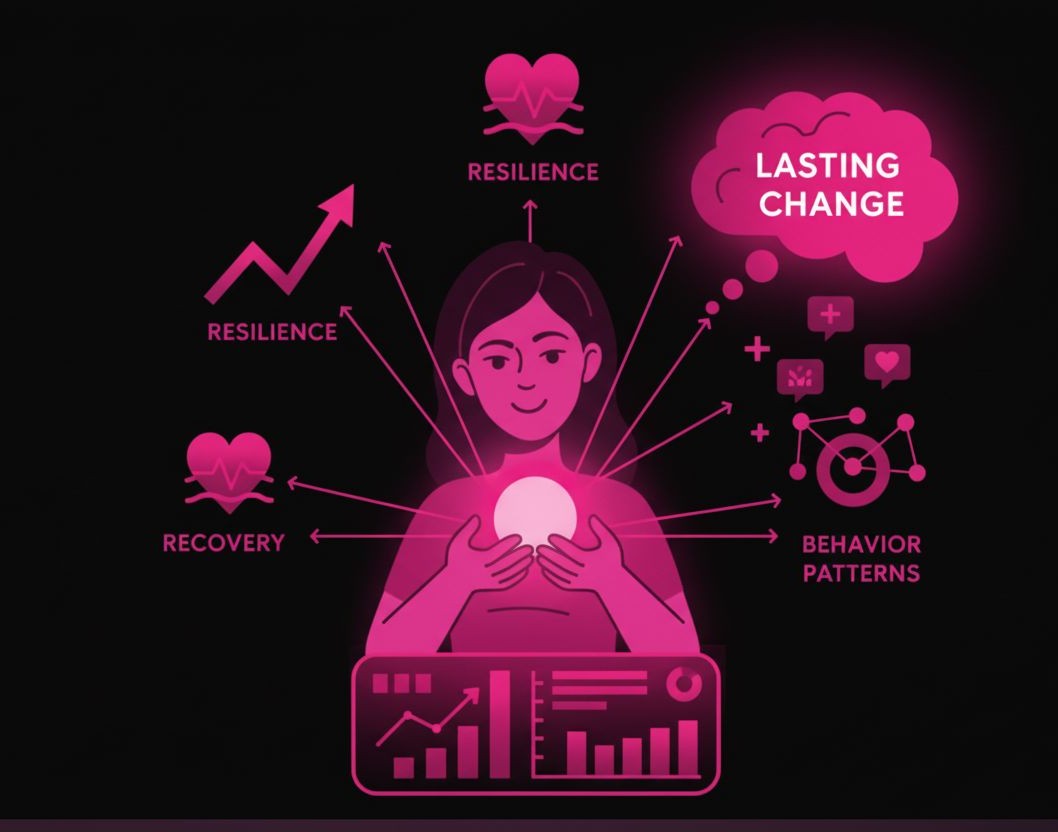 RESILIENCE
LASTING
CHANGE
RESILIENCE
RECOVERY
BEHAVIOR
PATTERNS